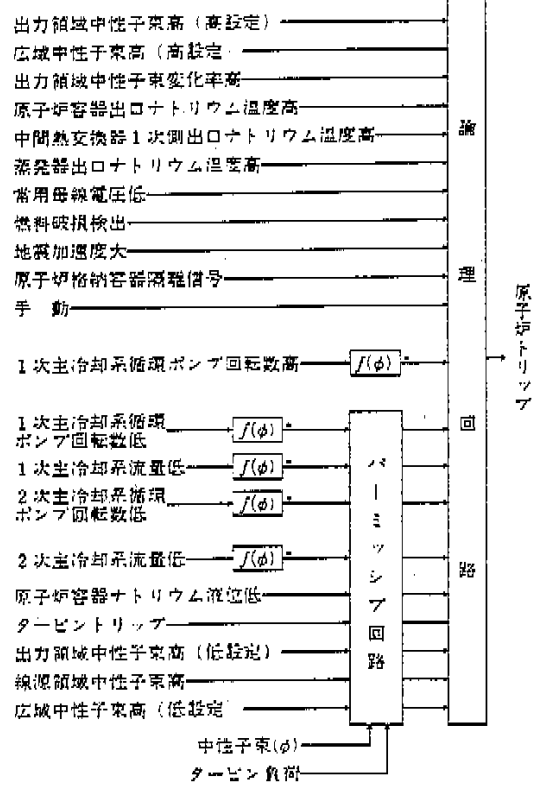 出力領域中性子束高（高設定）
広域中性子束高（高設定
出力領域中性子束変化率高
原子炉容器出口ナトリウム温度高
中間熱交換器1次側出口ナトリウム温度高
蒸発器出口ナトリウム温度高
常用母線電圧低
燃料破損検出
地震加速度大
原子炉格納容器隔離信号
手 動
1次主冷却系循環ポンプ回転数高
f(φ)*
1次主冷却系循環
ポンプ回転数低
f(φ)*
1次主冷却系流量低
f(φ)*
2次主冷却系循環
ポンプ回転数低
f(φ)*
2次主冷却系流量低
f(φ)*
原子炉容器ナトリウム液位低
タービントリップ
出力領域中性子束高（低設定）
線源領域中性子束高
広域中性子束高（低設定
パーミッシブ回路
論理回路
原子炉トリップ
中性子束(φ)
タービン負荷